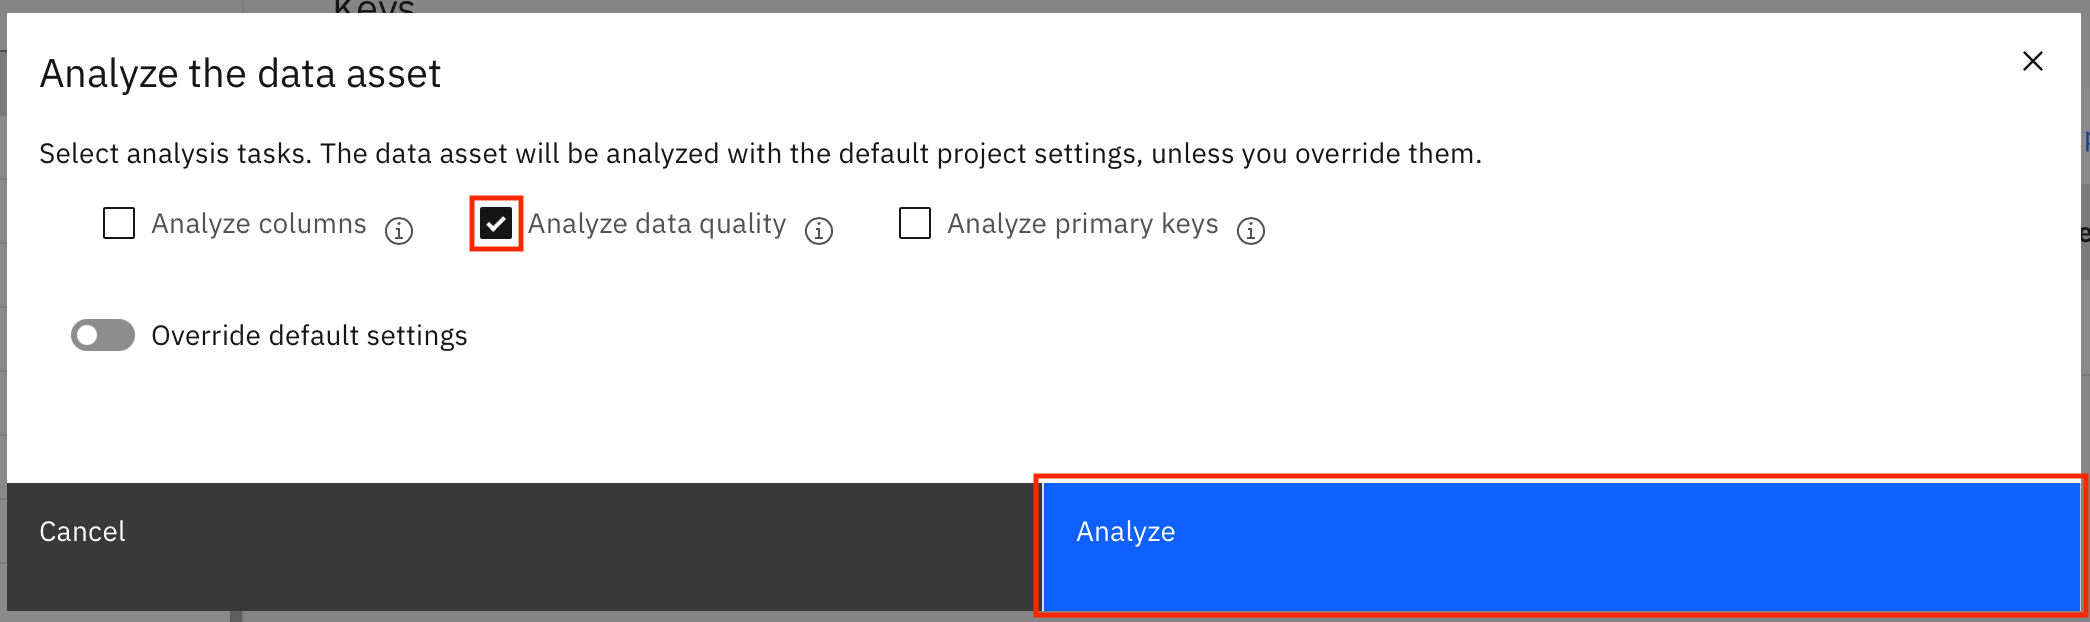 Keys
Analyze the data asset
Select analysis tasks. The data asset will be analyzed with the default project settings, unless you override them.
Analyze columns Analyze data quality Analyze primary keys
Override default settings
Cancel Analyze